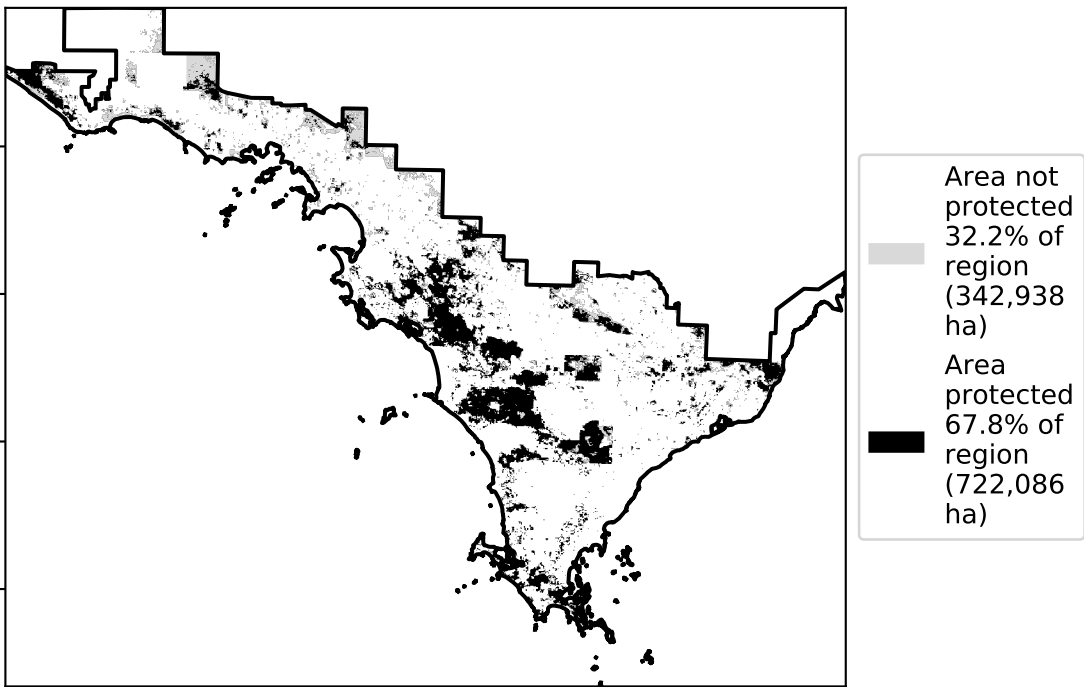 Area not
protected
32.2% of
region
(342,938
ha)
Area
protected
67.8% of
region
(722,086
ha)